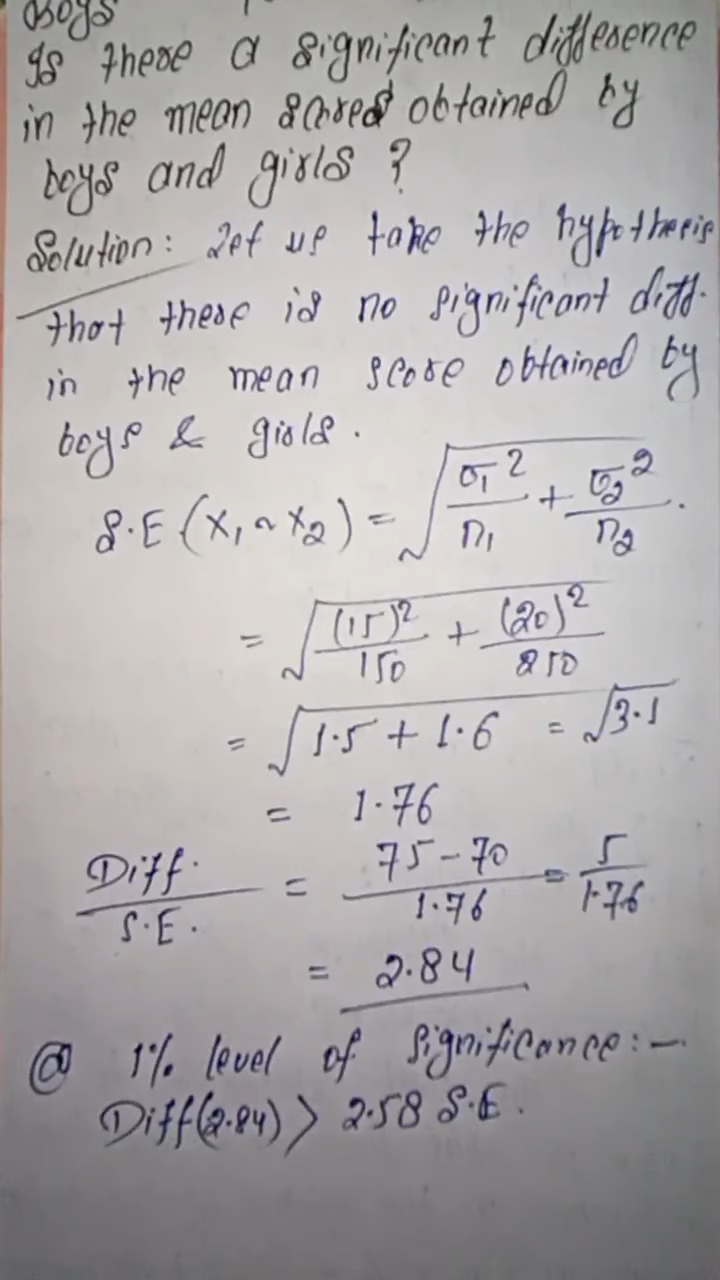 Boys
Is there a significant difference
in the mean scores obtained by
boys and girls ?
Solution: Let us take the hypothesis
that there is no significant diff.
in the mean score obtained by
boys & girls.
S.E (x₁ ~ x₂) = √(σ₁²/n₁ + σ₂²/n₂).
= √((15)²/150 + (20)²/250)
= √(1.5 + 1.6) = √3.1
= 1.76
Diff./S.E. = (75-70)/1.76 = 5/1.76
= 2.84
@ 1% level of significance:-
Diff(2.84) > 2.58 S.E.